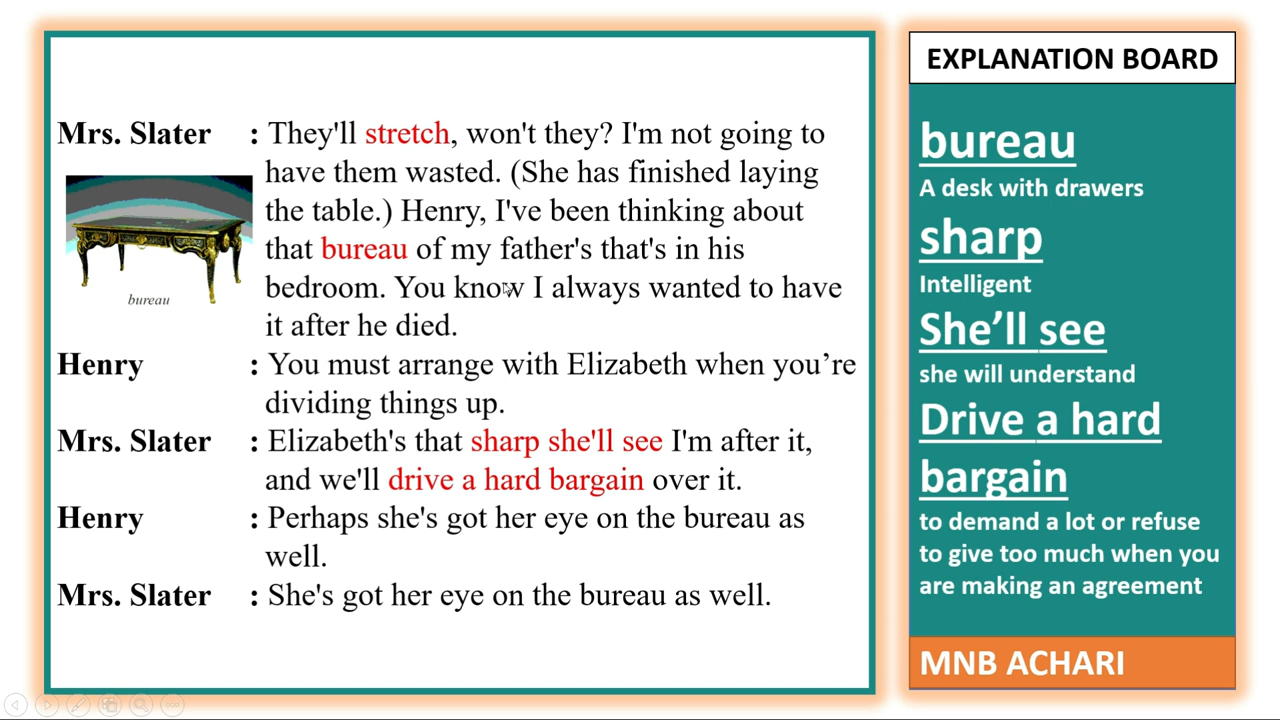 Mrs. Slater : They'll stretch, won't they? I'm not going to
have them wasted. (She has finished laying
the table.) Henry, I've been thinking about
that bureau of my father's that's in his
bedroom. You know I always wanted to have
it after he died.
bureau
Henry : You must arrange with Elizabeth when you’re
dividing things up.
Mrs. Slater : Elizabeth's that sharp she'll see I'm after it,
and we'll drive a hard bargain over it.
Henry : Perhaps she's got her eye on the bureau as
well.
Mrs. Slater : She's got her eye on the bureau as well.
EXPLANATION BOARD
bureau
A desk with drawers
sharp
Intelligent
She’ll see
she will understand
Drive a hard
bargain
to demand a lot or refuse
to give too much when you
are making an agreement
MNB ACHARI